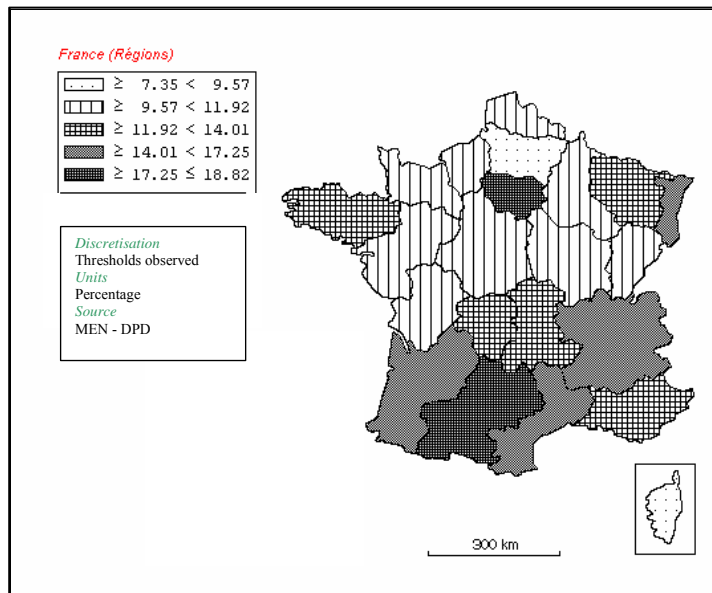 France (Régions)
≥ 7.35 < 9.57
≥ 9.57 < 11.92
≥ 11.92 < 14.01
≥ 14.01 < 17.25
≥ 17.25 ≤ 18.82
Discretisation
Thresholds observed
Units
Percentage
Source
MEN - DPD
300 km